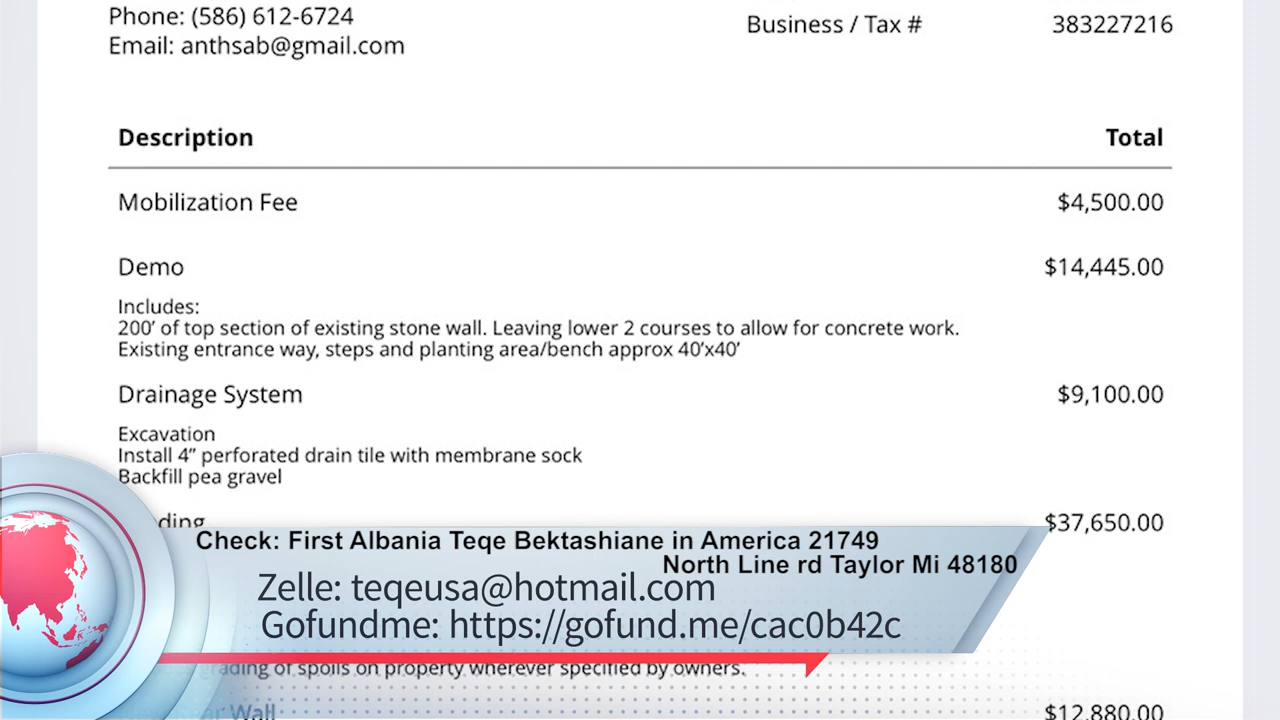 Phone: (586) 612-6724
Email: anthsab@gmail.com
Business / Tax # 383227216
Description Total
Mobilization Fee $4,500.00
Demo $14,445.00
Includes:
200’ of top section of existing stone wall. Leaving lower 2 courses to allow for concrete work.
Existing entrance way, steps and planting area/bench approx 40’x40’
Drainage System $9,100.00
Excavation
Install 4” perforated drain tile with membrane sock
Backfill pea gravel
$37,650.00
Check: First Albania Teqe Bektashiane in America 21749
North Line rd Taylor Mi 48180
Zelle: teqeusa@hotmail.com
Gofundme: https://gofund.me/cac0b42c
of spoils on property wherever specified by owners.
Wall $12,880.00